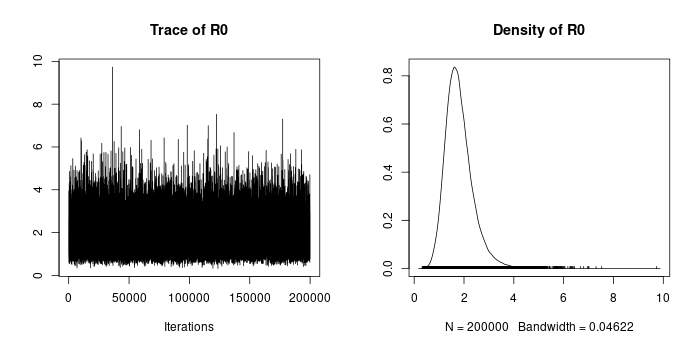 Trace of R0
10
8
6
4
2
0
0 50000 100000 150000 200000
Iterations
Density of R0
0.8
0.6
0.4
0.2
0.0
0 2 4 6 8 10
N = 200000 Bandwidth = 0.04622